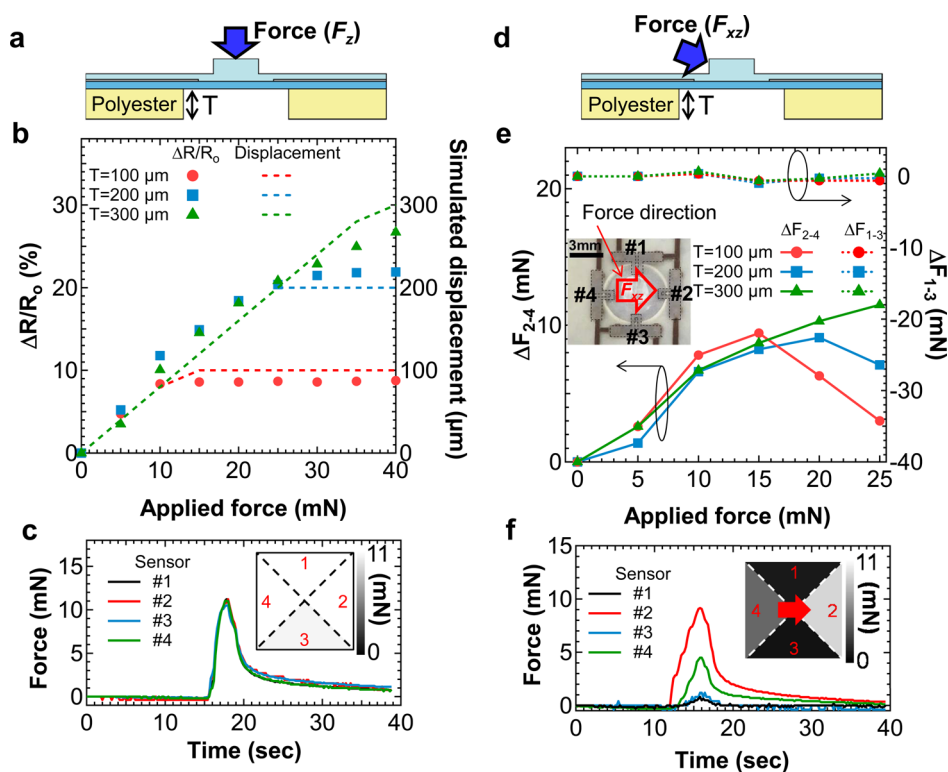 a
Force (Fz)
Polyester
T
b
ΔR/Ro
Displacement
T=100 μm
T=200 μm
T=300 μm
ΔR/Ro (%)
30
20
10
0
Simulated displacement (μm)
300
200
100
0
0
10
20
30
40
Applied force (mN)
c
Force (mN)
15
10
5
0
Sensor
#1
#2
#3
#4
1
2
3
4
11
(mN)
0
0
10
20
30
40
Time (sec)
d
Force (Fxz)
Polyester
T
e
ΔF2-4 (mN)
20
10
0
Force direction
3mm
#1
#4
Fxz
#2
#3
ΔF2-4
ΔF1-3
T=100 μm
T=200 μm
T=300 μm
ΔF1-3 (mN)
0
-10
-20
-30
-40
0
5
10
15
20
25
Applied force (mN)
f
Force (mN)
15
10
5
0
Sensor
#1
#2
#3
#4
1
4
2
3
11
(mN)
0
0
10
20
30
40
Time (sec)